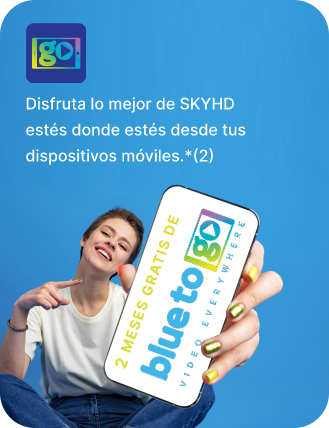 go
Disfruta lo mejor de SKYHD
estés donde estés desde tus
dispositivos móviles.*(2)
2 MESES GRATIS DE
blue to go
VIDEO EVERYWHERE